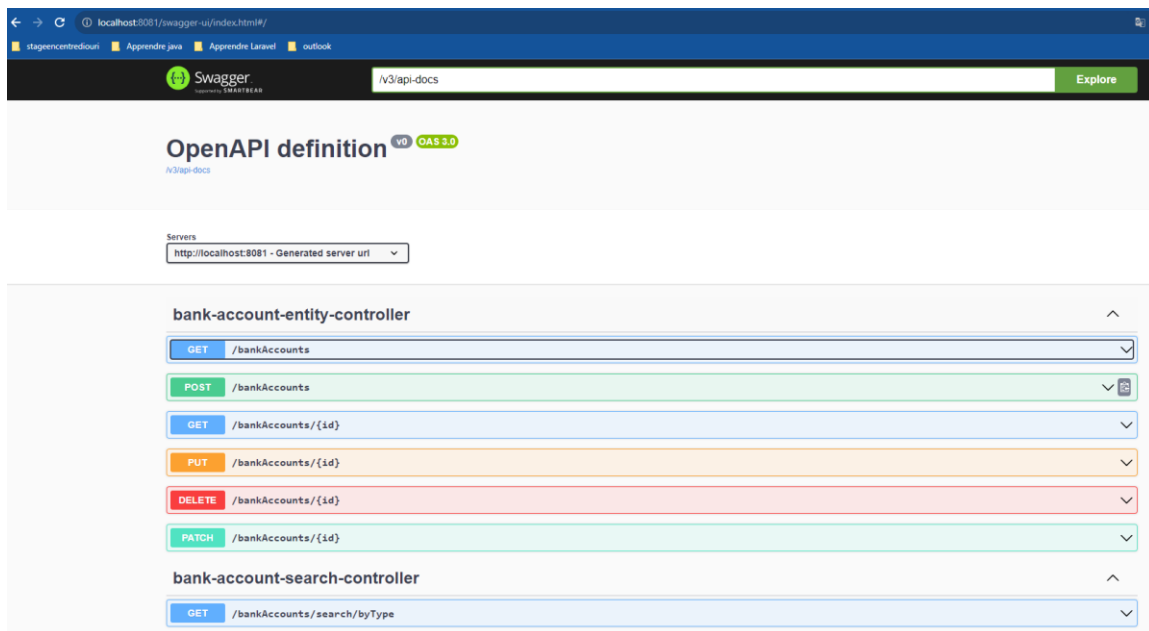 localhost:8081/swagger-ui/index.html#/
stageencentrediouri Apprendre java Apprendre Laravel outlook
Swagger. /v3/api-docs Explore
Supported by SMARTBEAR
OpenAPI definition v0 OAS 3.0
/v3/api-docs
Servers
http://localhost:8081 - Generated server url
bank-account-entity-controller
GET /bankAccounts
POST /bankAccounts
GET /bankAccounts/{id}
PUT /bankAccounts/{id}
DELETE /bankAccounts/{id}
PATCH /bankAccounts/{id}
bank-account-search-controller
GET /bankAccounts/search/byType